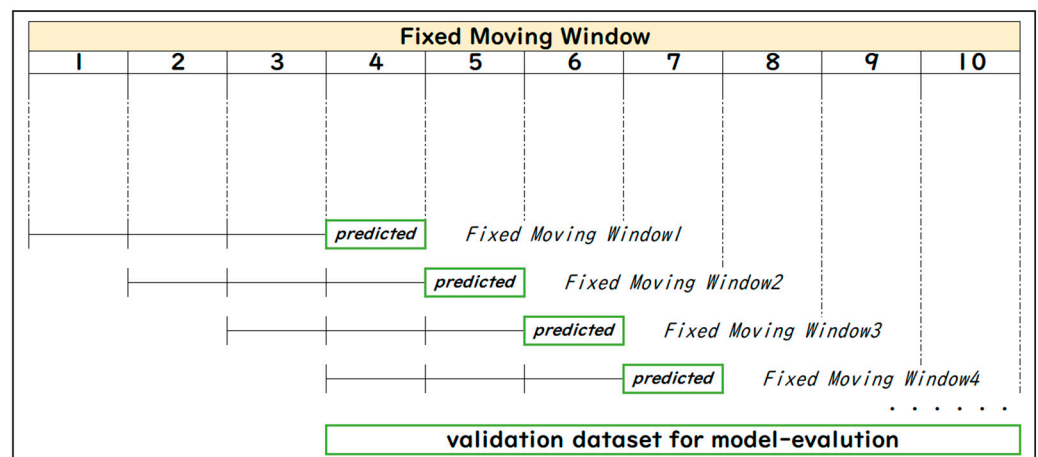 Fixed Moving Window
1 2 3 4 5 6 7 8 9 10
predicted Fixed Moving Window1
predicted Fixed Moving Window2
predicted Fixed Moving Window3
predicted Fixed Moving Window4
. . . . . .
validation dataset for model-evalution